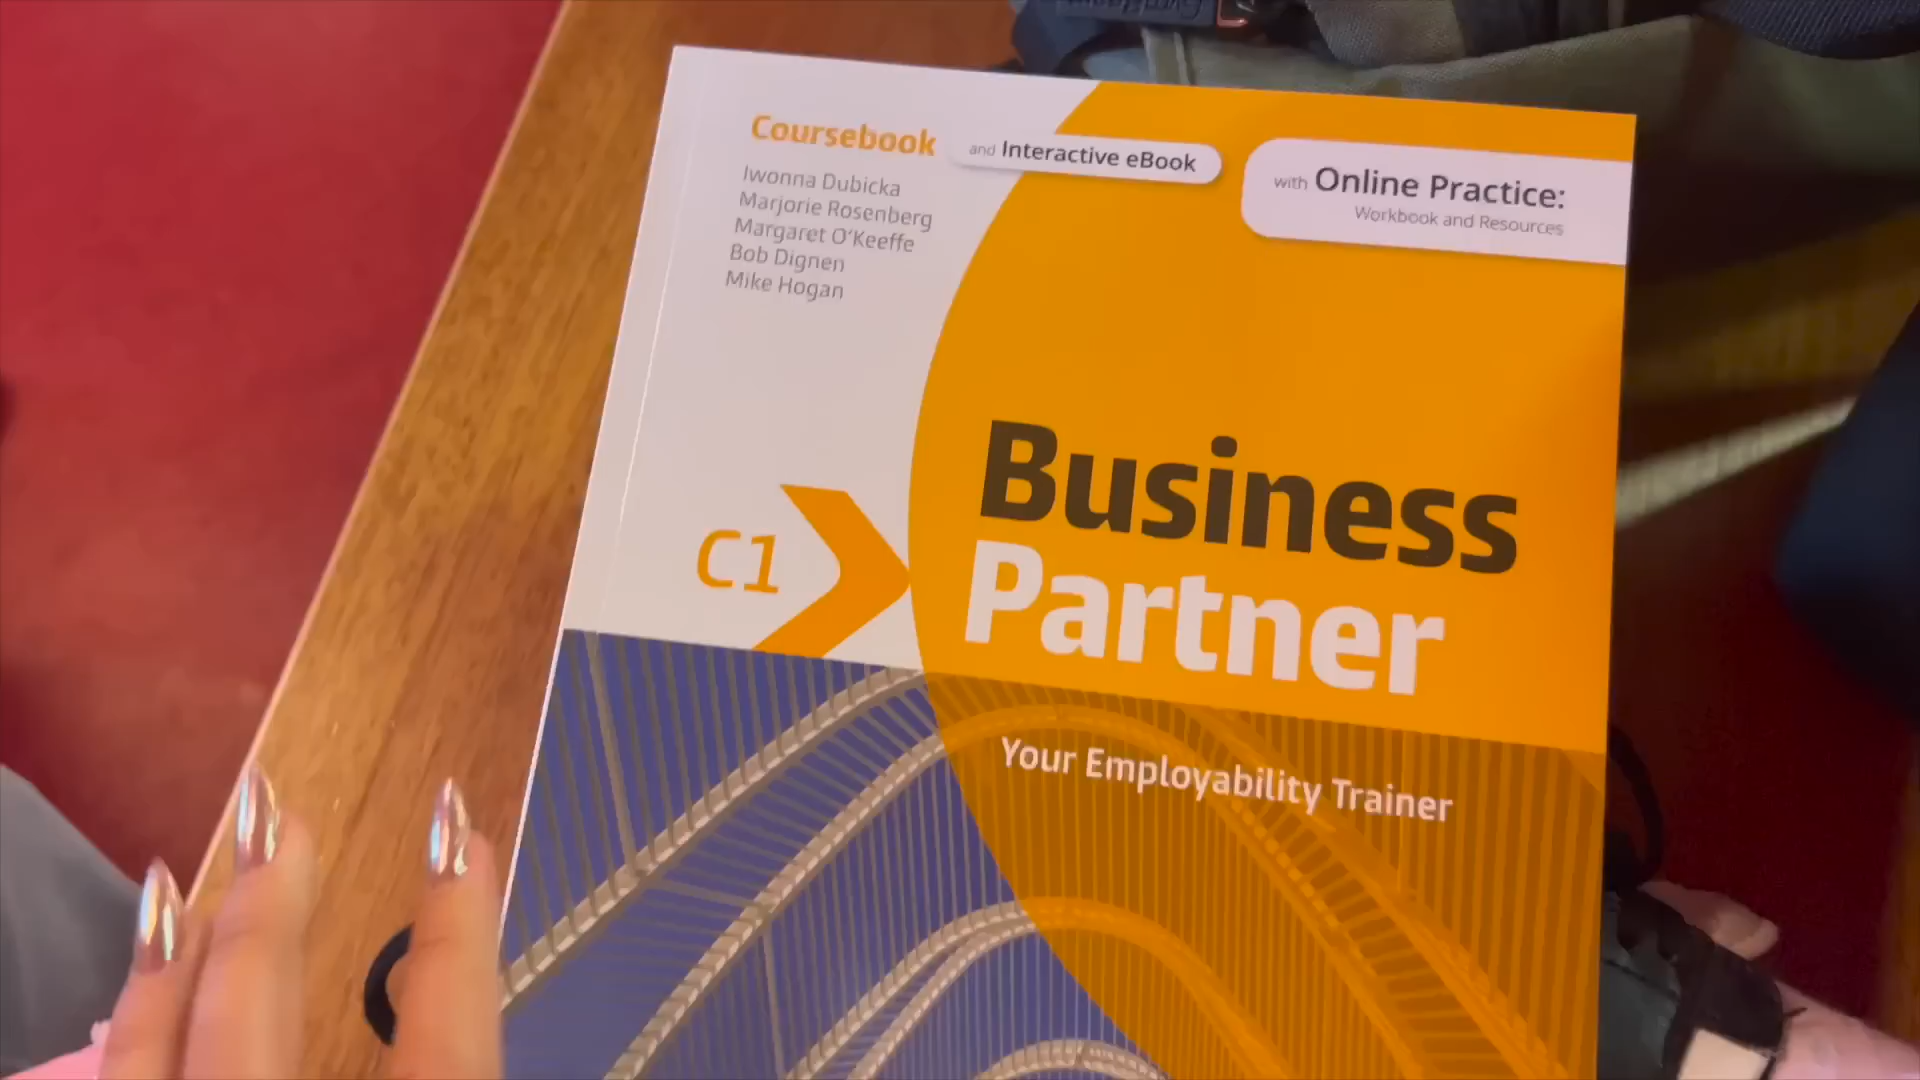 Coursebook
and Interactive eBook
with Online Practice:
Workbook and Resources
Iwonna Dubicka
Marjorie Rosenberg
Margaret O'Keeffe
Bob Dignen
Mike Hogan
C1
Business
Partner
Your Employability Trainer